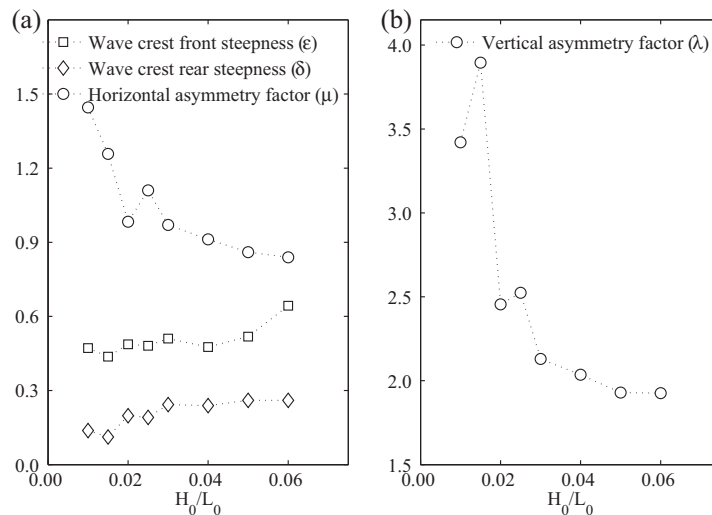 (a)
Wave crest front steepness (ε)
Wave crest rear steepness (δ)
Horizontal asymmetry factor (μ)
1.5
1.2
0.9
0.6
0.3
0.0
0.00 0.02 0.04 0.06
H0/L0
(b)
Vertical asymmetry factor (λ)
4.0
3.5
3.0
2.5
2.0
1.5
0.00 0.02 0.04 0.06
H0/L0